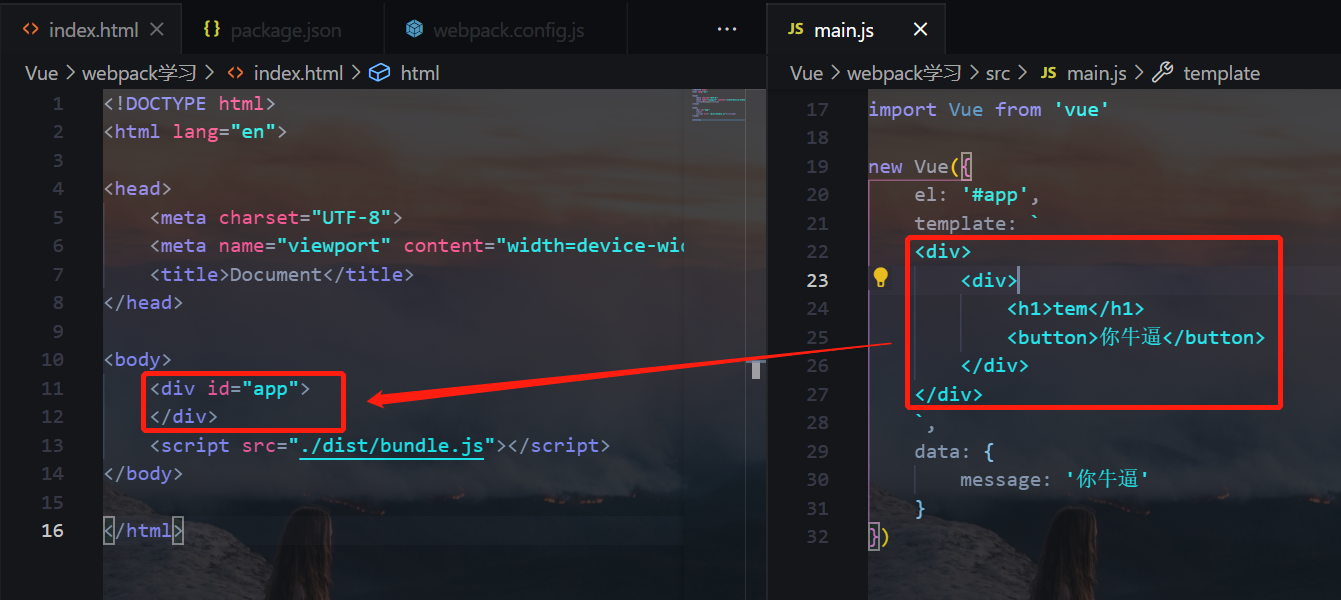 index.html
package.json
webpack.config.js
...
JS main.js
Vue > webpack学习 > index.html > html
Vue > webpack学习 > src > JS main.js > template
1 <!DOCTYPE html>
2 <html lang="en">
3
4 <head>
5 <meta charset="UTF-8">
6 <meta name="viewport" content="width=device-wi
7 <title>Document</title>
8 </head>
9
10 <body>
11 <div id="app">
12 </div>
13 <script src="./dist/bundle.js"></script>
14 </body>
15
16 </html>
17 import Vue from 'vue'
18
19 new Vue({
20 el: '#app',
21 template: `
22 <div>
23 <div>
24 <h1>tem</h1>
25 <button>你牛逼</button>
26 </div>
27 </div>
28 `,
29 data: {
30 message: '你牛逼'
31 }
32 })